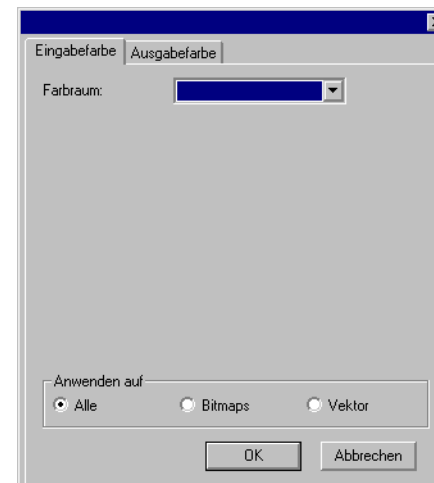 Eingabefarbe Ausgabefarbe
Farbraum:
Anwenden auf
Alle Bitmaps Vektor
OK Abbrechen